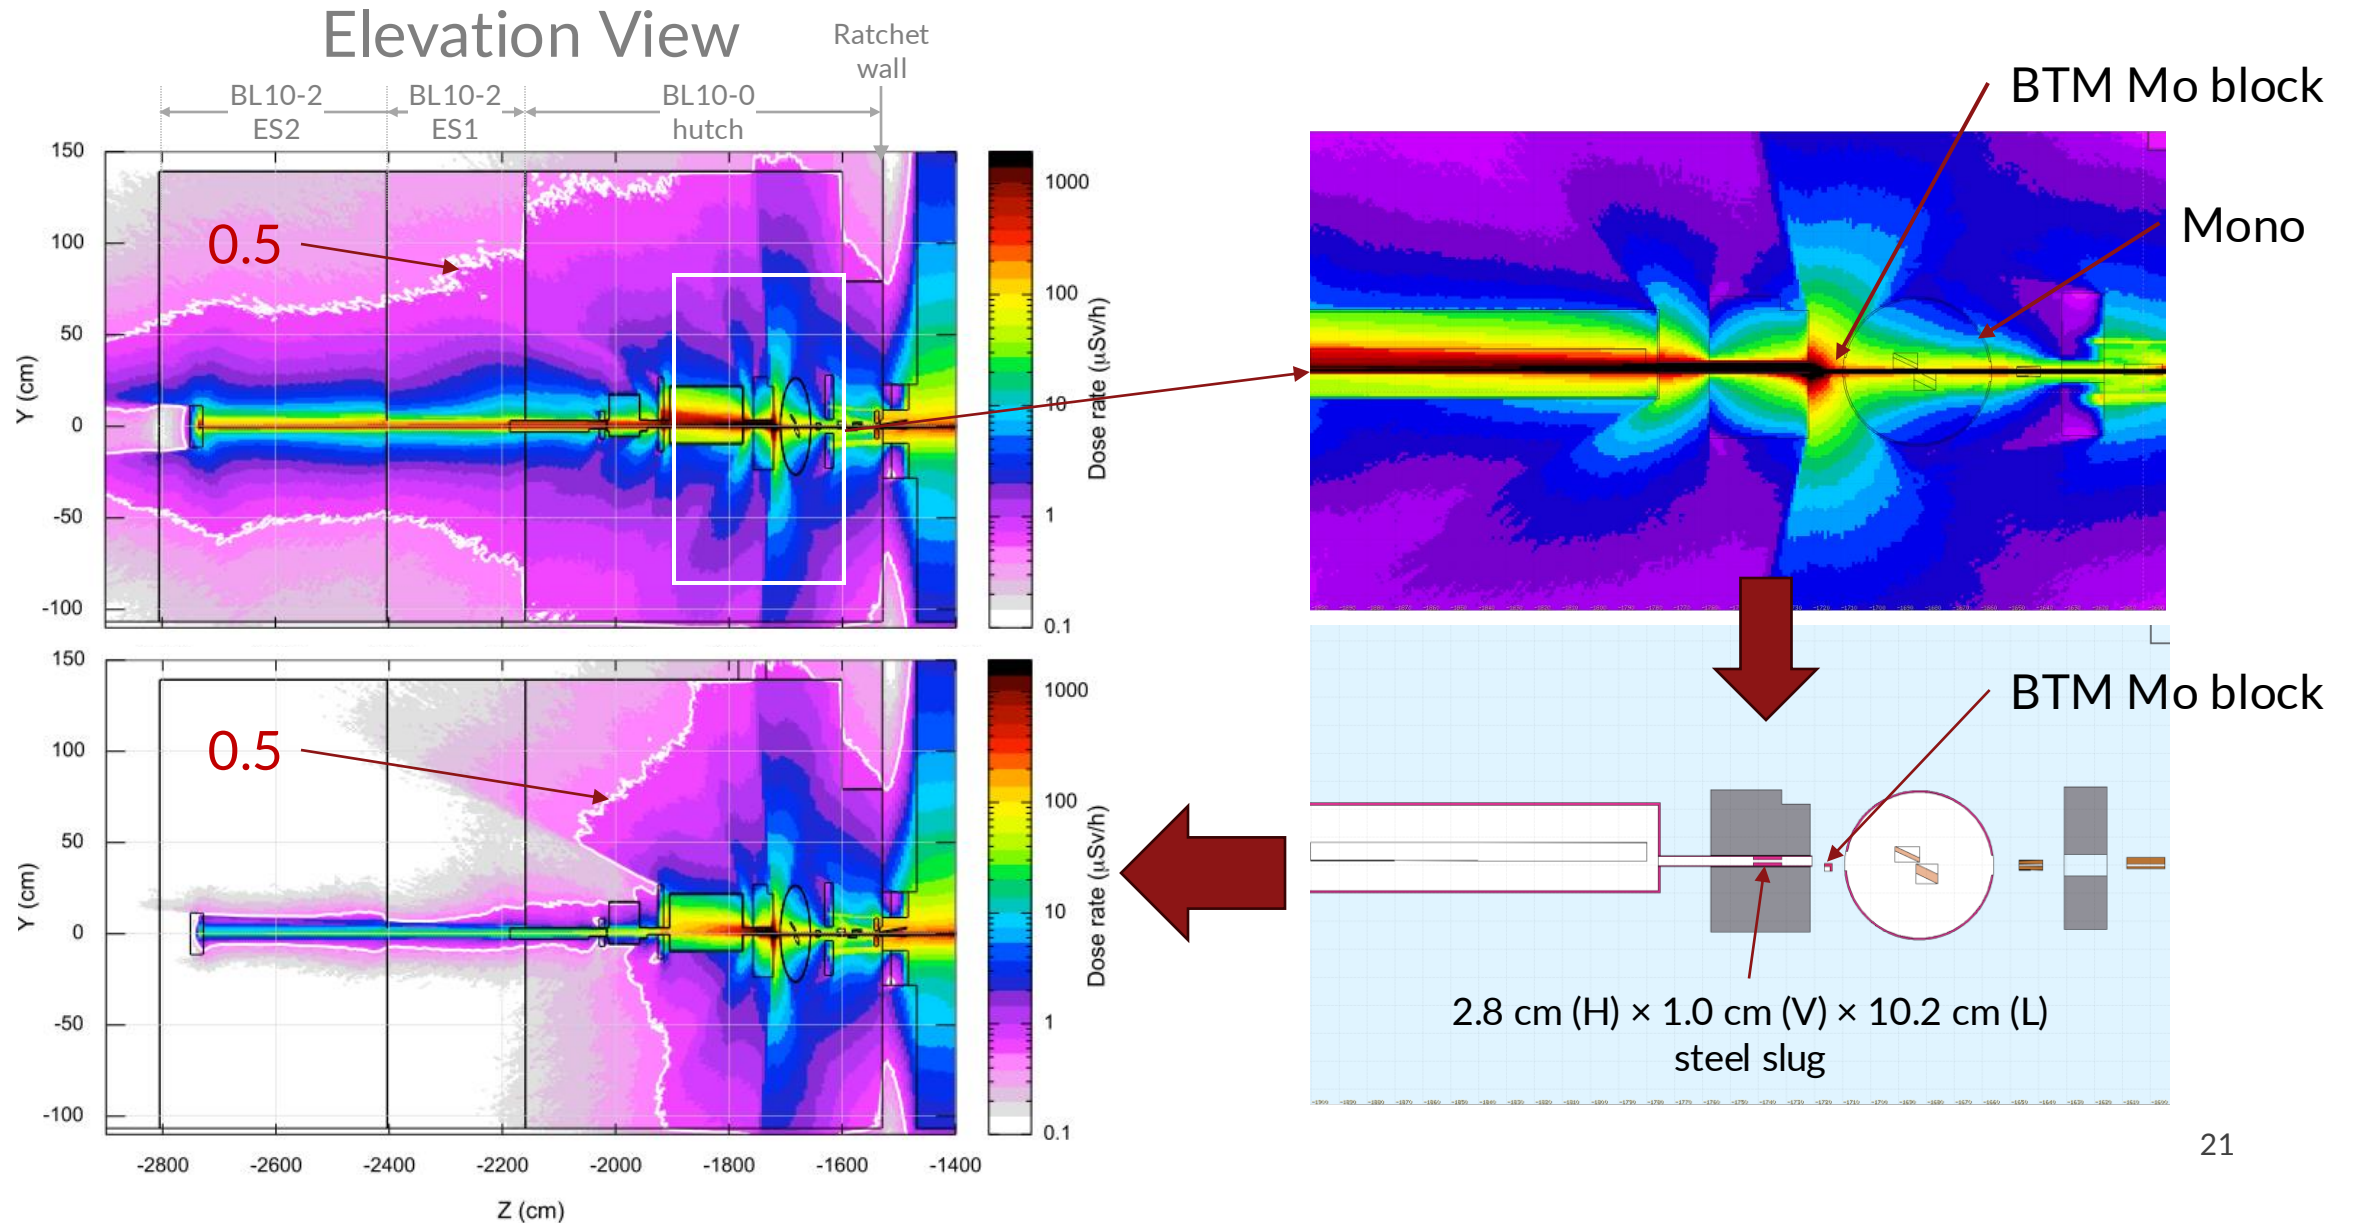 Elevation View
Ratchet
wall
BL10-2
ES2
BL10-2
ES1
BL10-0
hutch
150
100
50
0
-50
-100
Y (cm)
0.5
1000
100
10
1
0.1
Dose rate (μSv/h)
BTM Mo block
Mono
150
100
50
0
-50
-100
Y (cm)
0.5
-2800
-2600
-2400
-2200
-2000
-1800
-1600
-1400
Z (cm)
1000
100
10
1
0.1
Dose rate (μSv/h)
BTM Mo block
2.8 cm (H) × 1.0 cm (V) × 10.2 cm (L)
steel slug
21